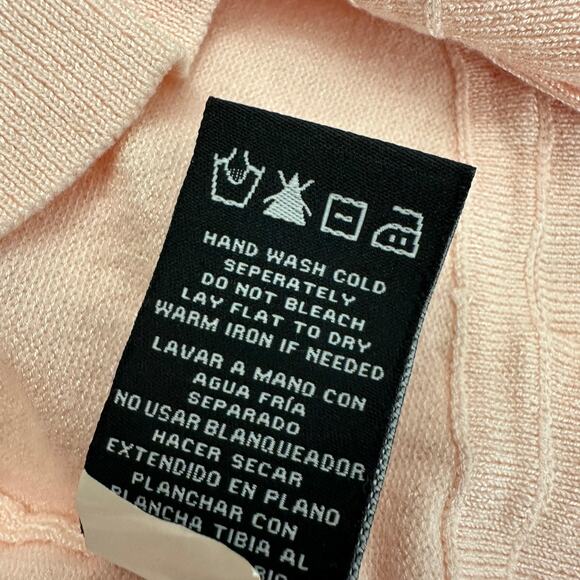 HAND WASH COLD
SEPERATELY
DO NOT BLEACH
LAY FLAT TO DRY
WARM IRON IF NEEDED
LAVAR A MANO CON
AGUA FRÍA
SEPARADO
NO USAR BLANQUEADOR
HACER SECAR
EXTENDIDO EN PLANO
PLANCHAR CON
PLANCHA TIBIA AL